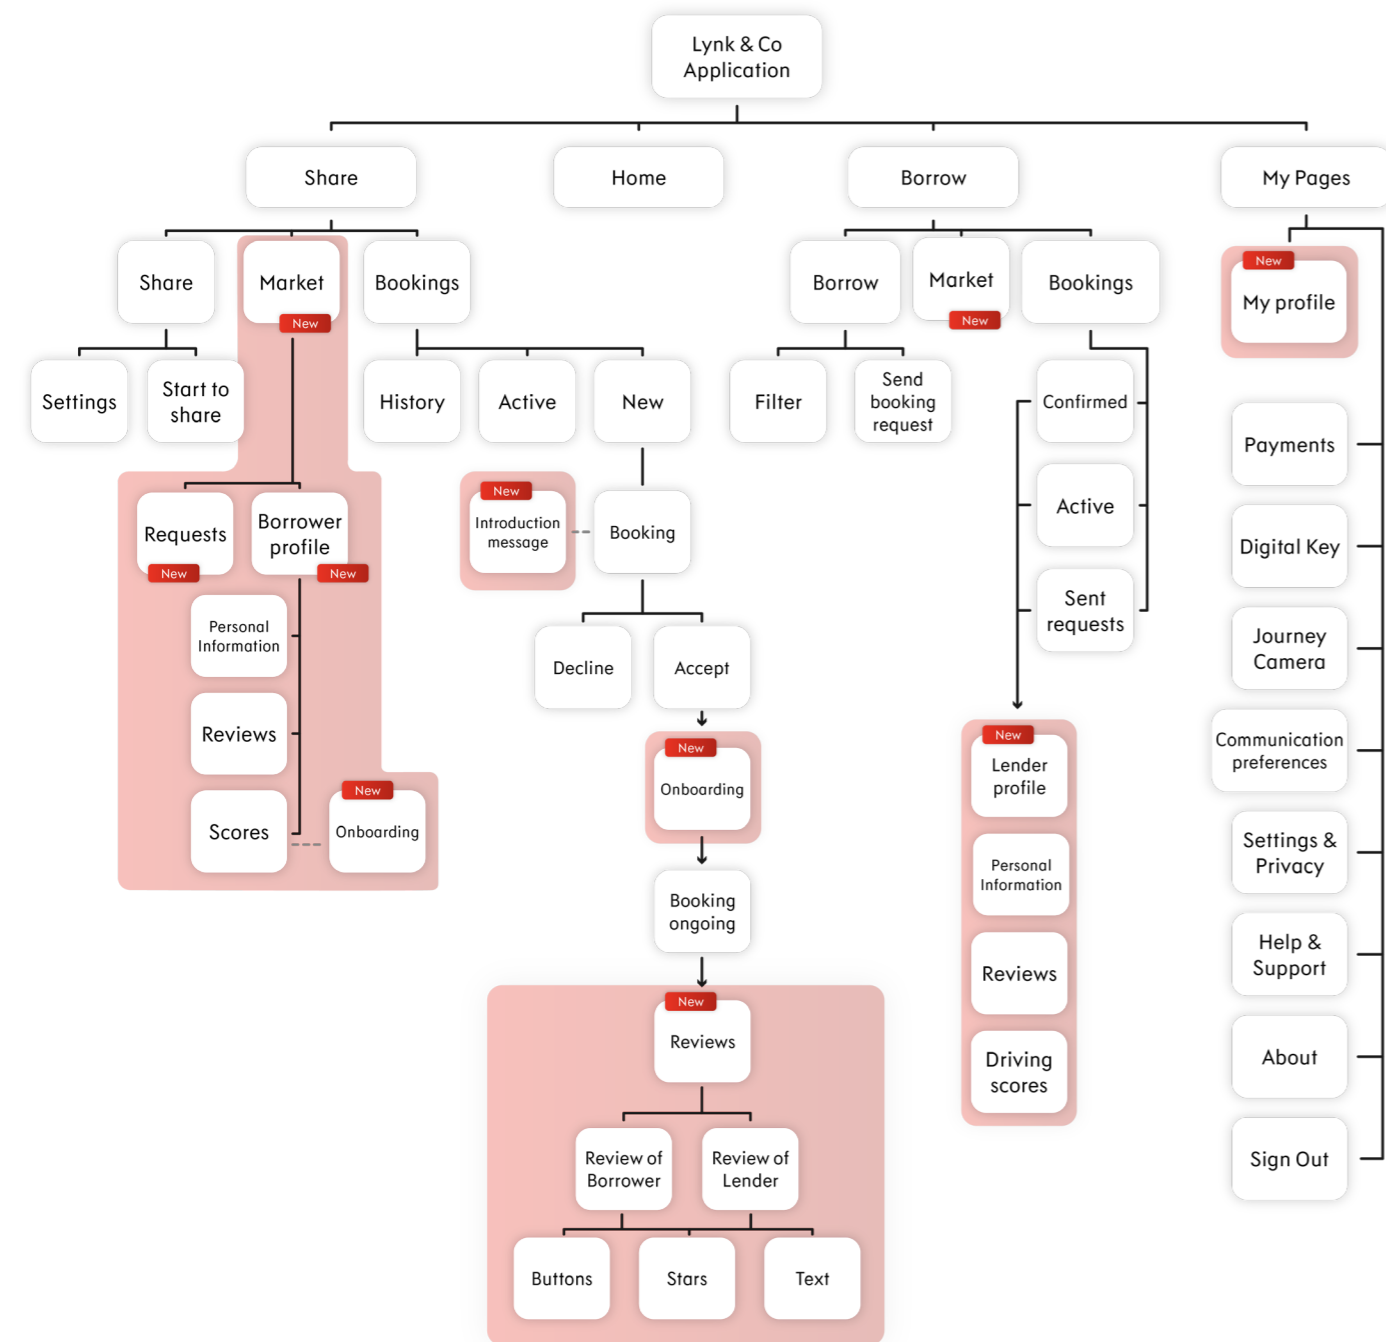 Lynk & Co
Application
Share
Home
Borrow
My Pages
Share
Market
New
Bookings
Borrow
Market
New
Bookings
New
My profile
Settings
Start to
share
History
Active
New
Filter
Send
booking
request
Confirmed
Payments
Requests
New
Borrower
profile
New
New
Introduction
message
Booking
Active
Digital Key
Personal
Information
Decline
Accept
Sent
requests
Journey
Camera
Reviews
New
Onboarding
New
Lender
profile
Communication
preferences
Scores
New
Onboarding
Booking
ongoing
Personal
Information
Settings &
Privacy
New
Reviews
Reviews
Help &
Support
Driving
scores
About
Review of
Borrower
Review of
Lender
Sign Out
Buttons
Stars
Text